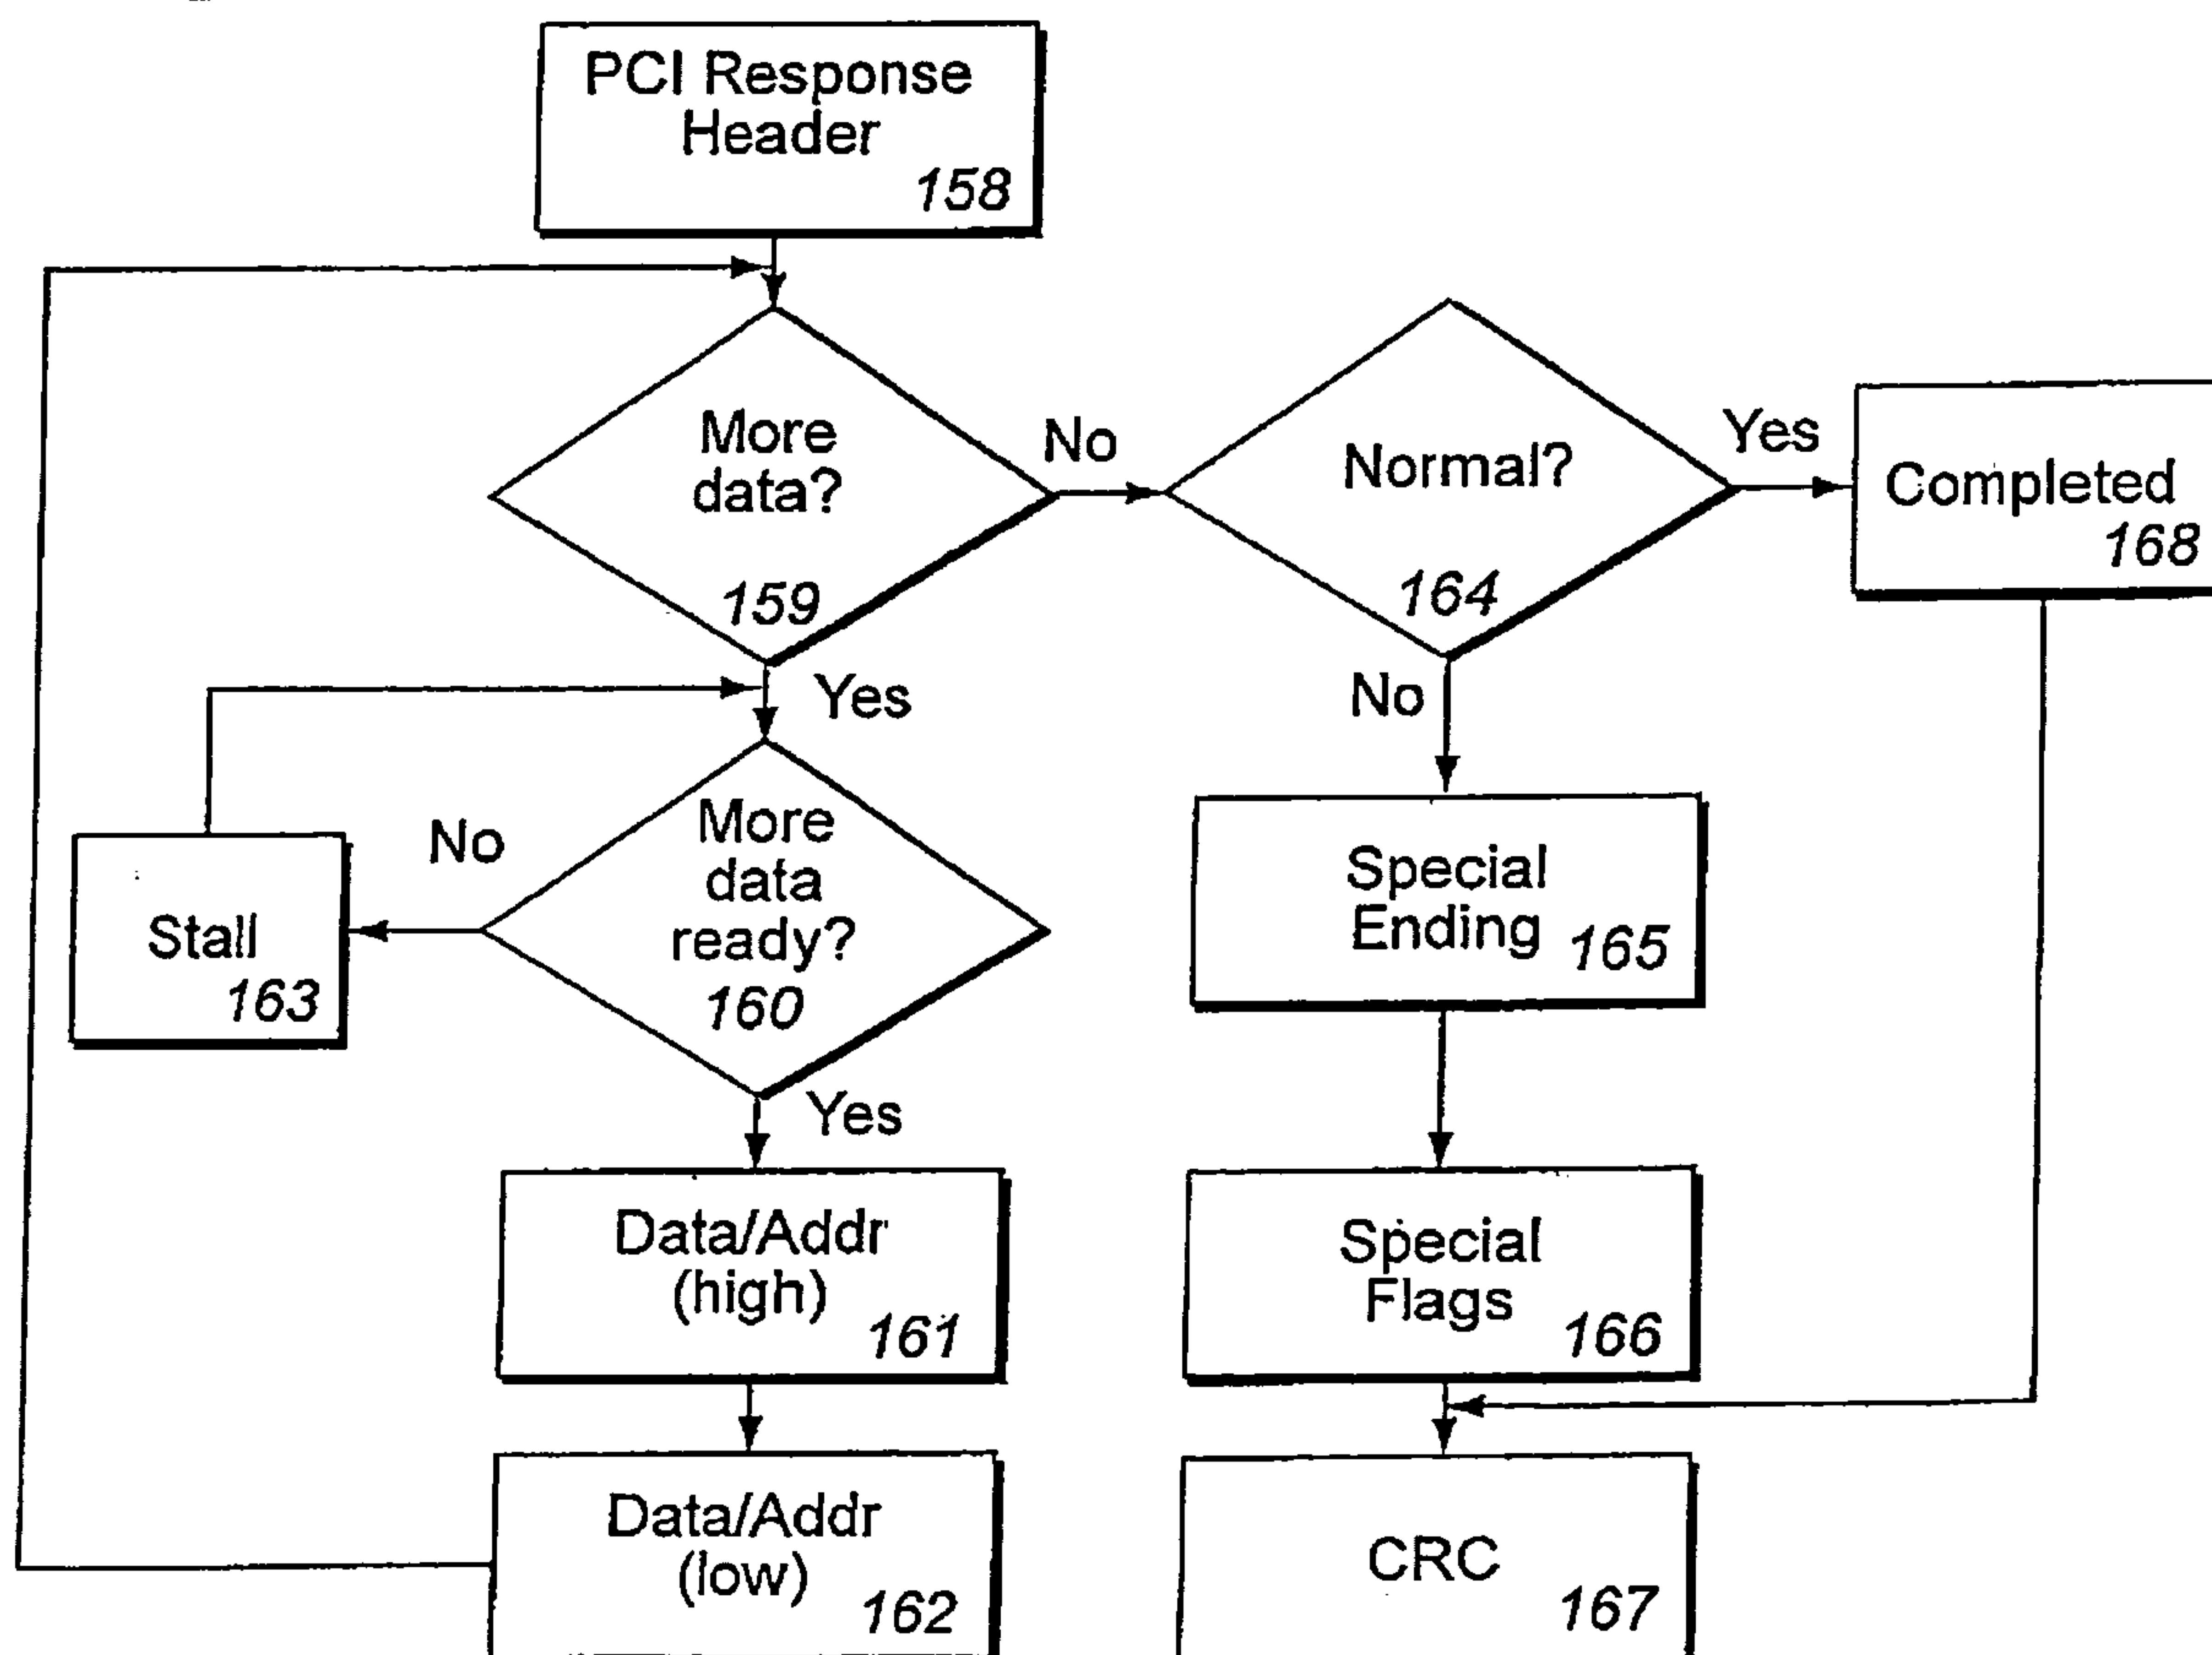 PCI Response
Header
158
More
data?
159
No
Normal?
164
Yes
Completed
168
Yes
No
More
data
ready?
160
No
Stall
163
Special
Ending
165
Yes
Data/Addr
(high)
161
Special
Flags
166
Data/Addr
(low)
162
CRC
167